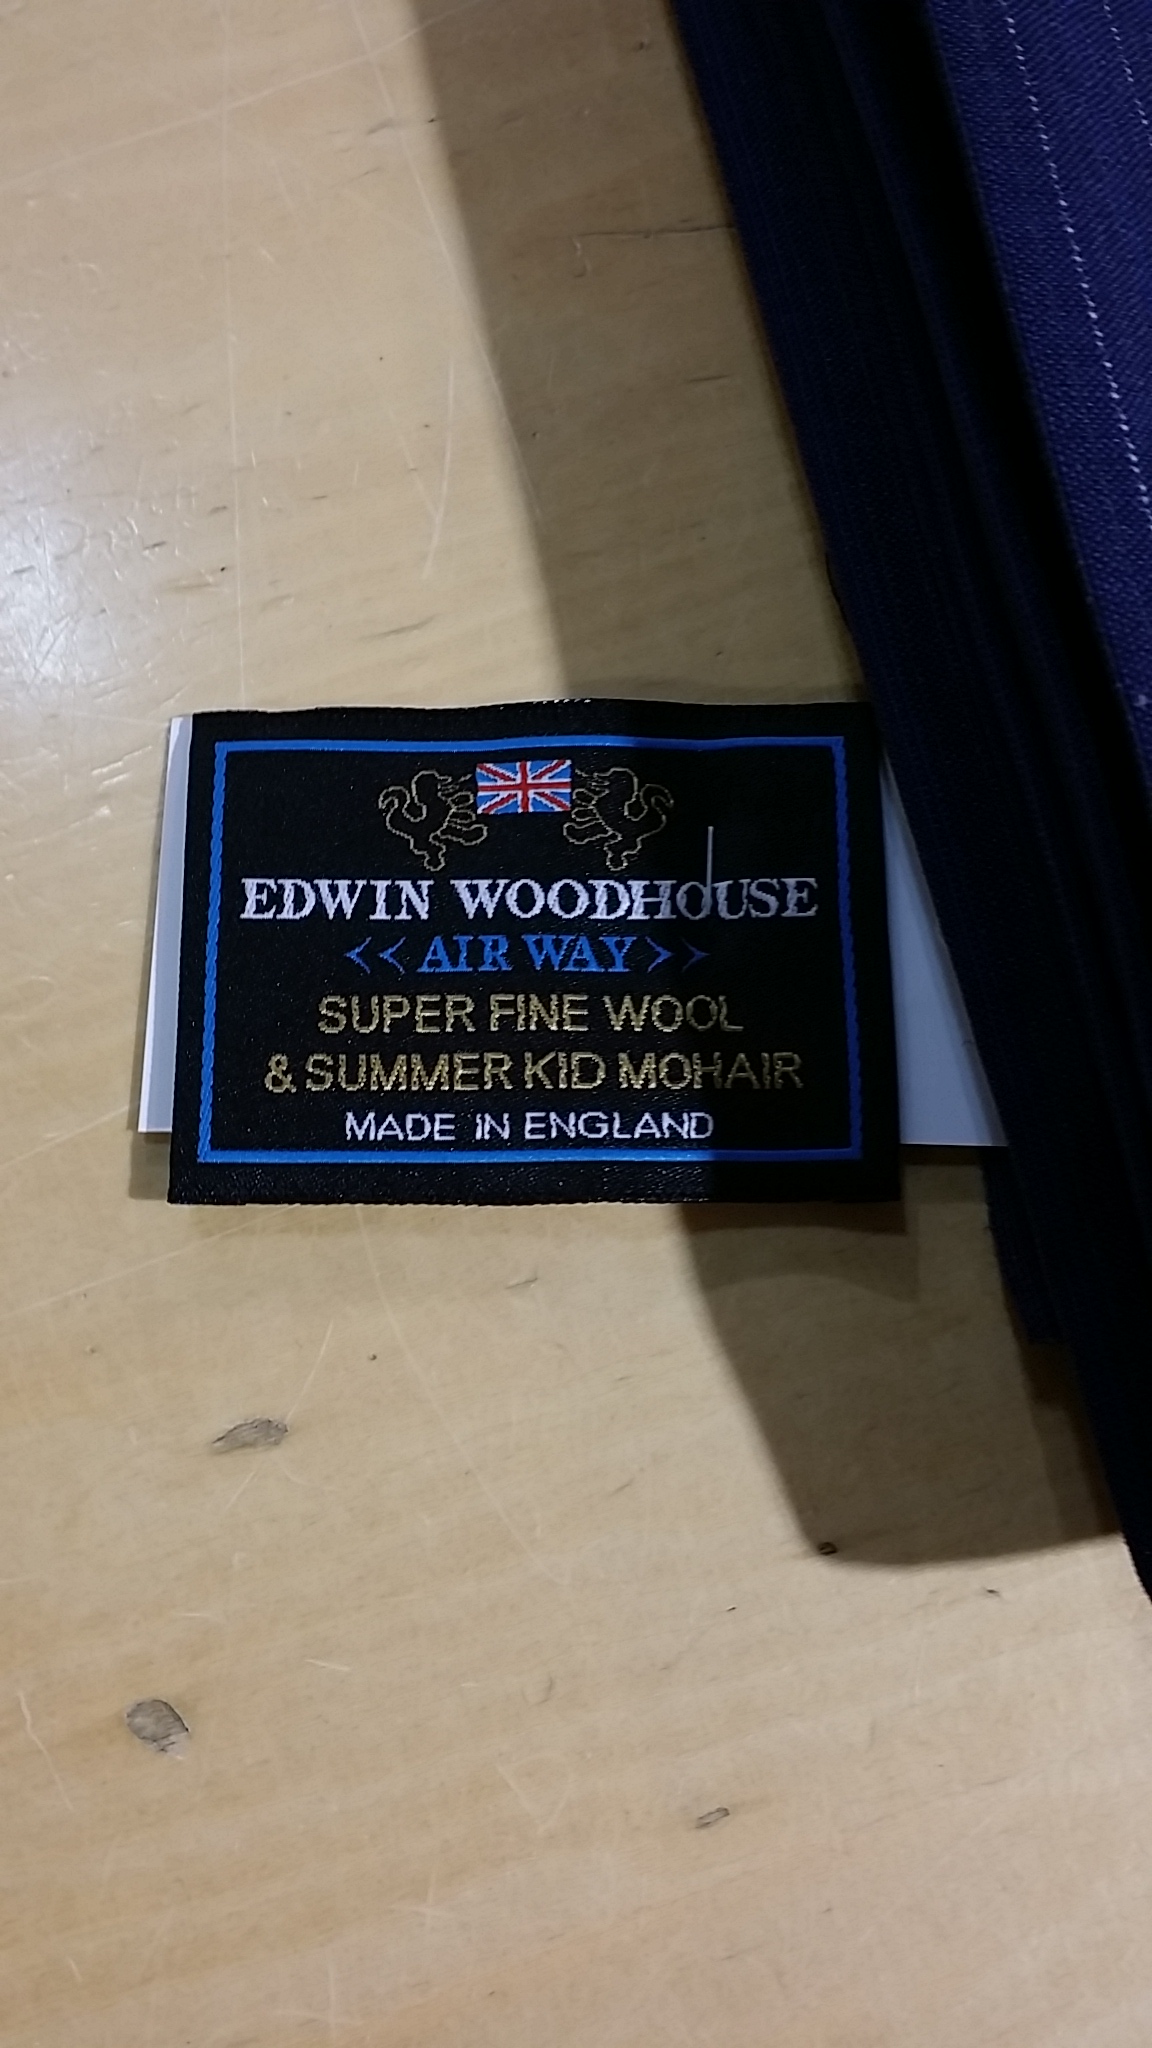 EDWIN WOODHOUSE
<<AIR WAY>>
SUPER FINE WOOL
& SUMMER KID MOHAIR
MADE IN ENGLAND